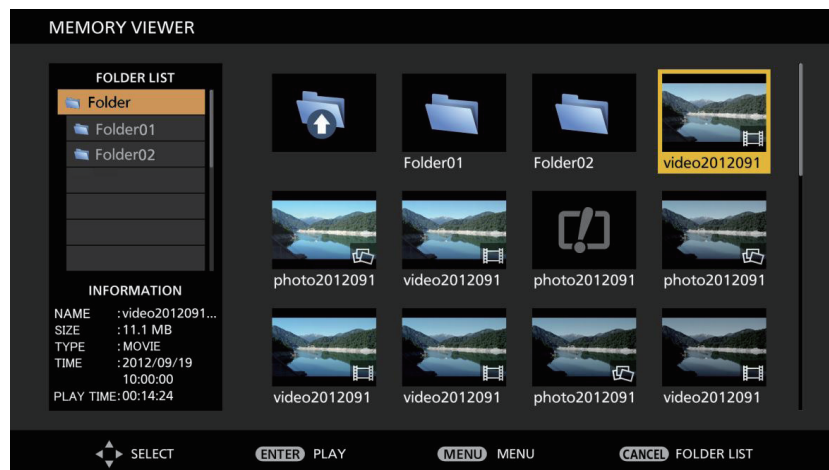 MEMORY VIEWER
FOLDER LIST
Folder
Folder01
Folder02
INFORMATION
NAME :video2012091...
SIZE :11.1 MB
TYPE :MOVIE
TIME :2012/09/19
10:00:00
PLAY TIME:00:14:24
Folder01 Folder02 video2012091
photo2012091 video2012091 photo2012091 photo2012091
video2012091 video2012091 photo2012091 video2012091
SELECT ENTER PLAY MENU MENU CANCEL FOLDER LIST